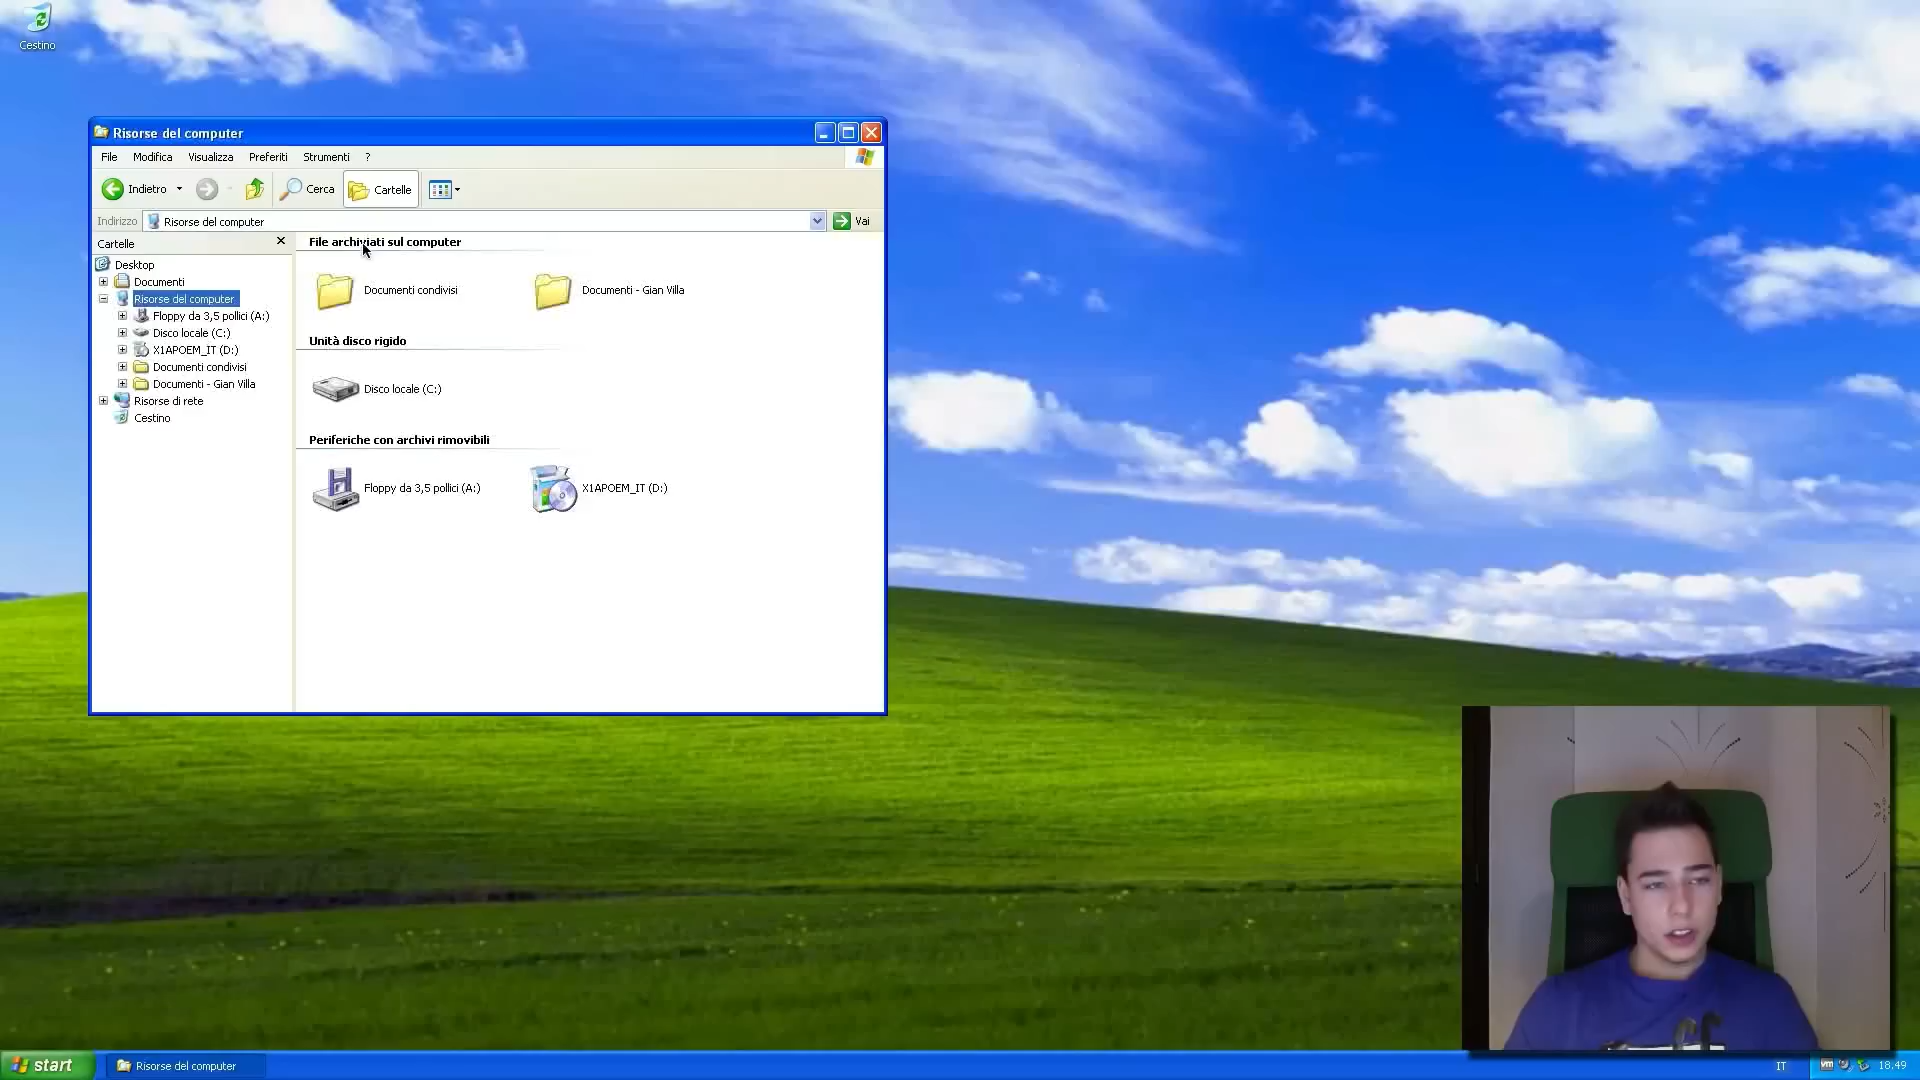 Cestino
Risorse del computer
File Modifica Visualizza Preferiti Strumenti ?
Indietro Cerca Cartelle
Indirizzo Risorse del computer Vai
Cartelle
Desktop
Documenti
Risorse del computer
Floppy da 3,5 pollici (A:)
Disco locale (C:)
X1APOEM_IT (D:)
Documenti condivisi
Documenti - Gian Villa
Risorse di rete
Cestino
File archiviati sul computer
Documenti condivisi Documenti - Gian Villa
Unità disco rigido
Disco locale (C:)
Periferiche con archivi rimovibili
Floppy da 3,5 pollici (A:) X1APOEM_IT (D:)
start Risorse del computer IT vm 18.49